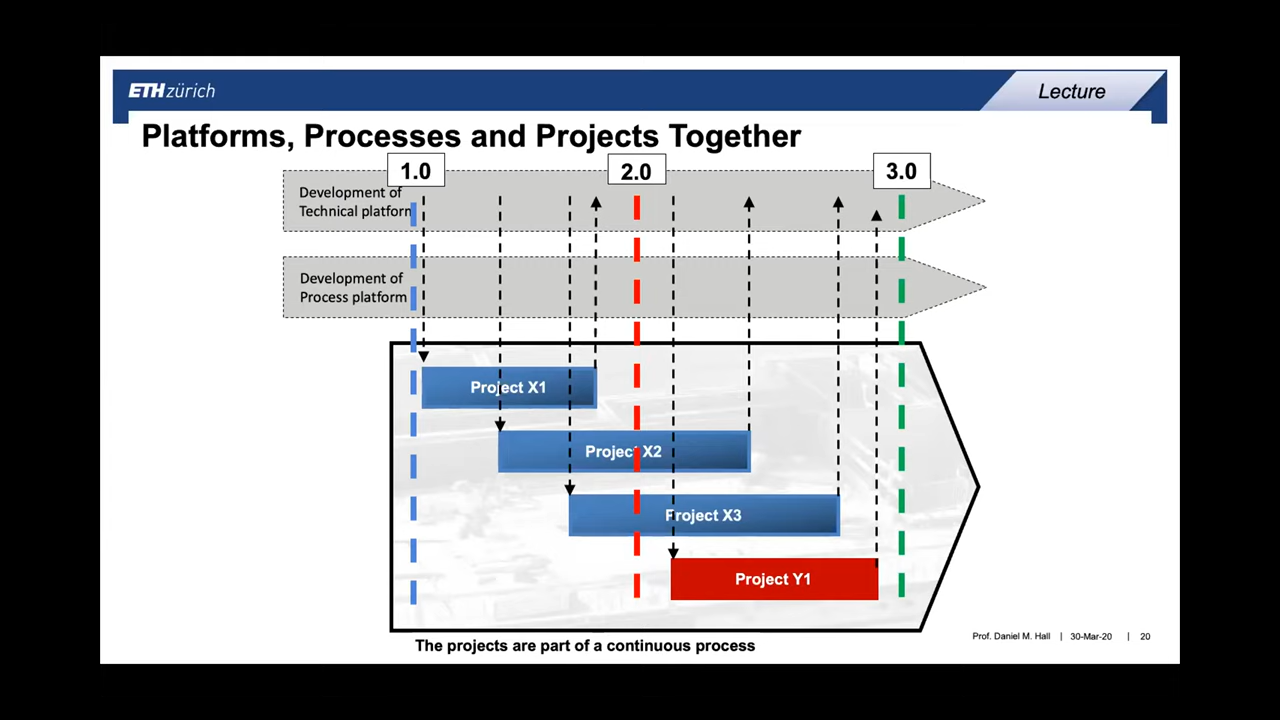 ETH zürich
Lecture
Platforms, Processes and Projects Together
1.0
2.0
3.0
Development of
Technical platform
Development of
Process platform
Project X1
Project X2
Project X3
Project Y1
The projects are part of a continuous process
Prof. Daniel M. Hall | 30-Mar-20 | 20